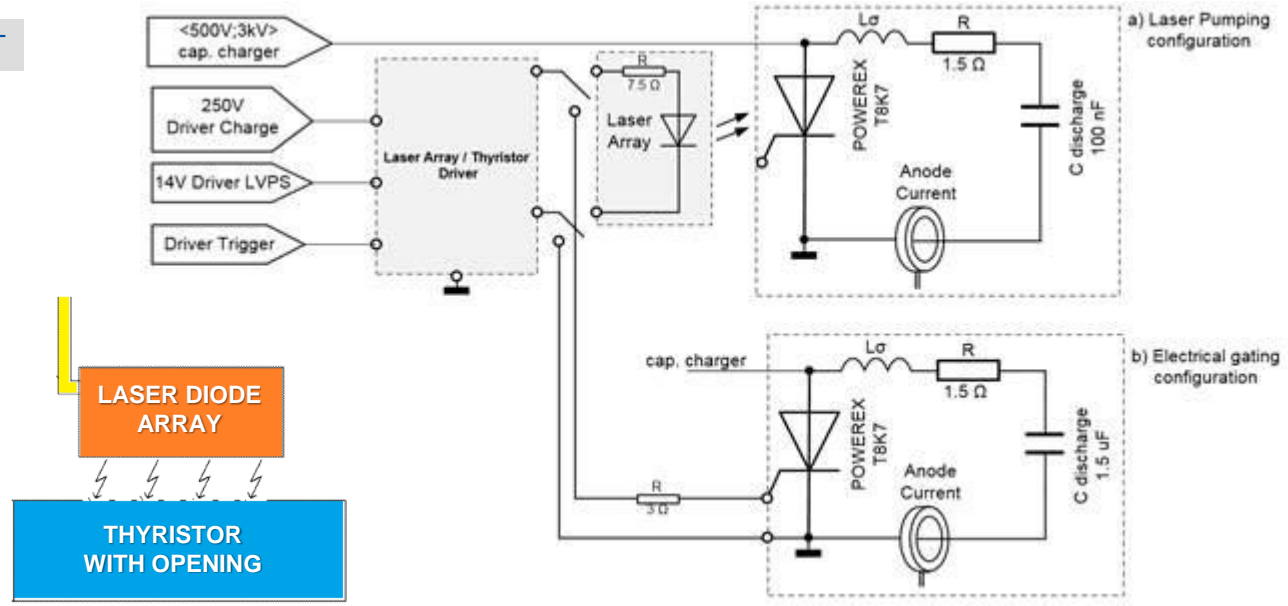 <500V;3kV>
cap. charger
250V
Driver Charge
14V Driver LVPS
Driver Trigger
Laser Array / Thyristor
Driver
R
7.5 Ω
Laser
Array
Lσ
R
1.5 Ω
POWEREX
T8K7
C discharge
100 nF
Anode
Current
a) Laser Pumping
configuration
cap. charger
Lσ
R
1.5 Ω
POWEREX
T8K7
C discharge
1.5 uF
Anode
Current
R
3 Ω
b) Electrical gating
configuration
LASER DIODE
ARRAY
THYRISTOR
WITH OPENING